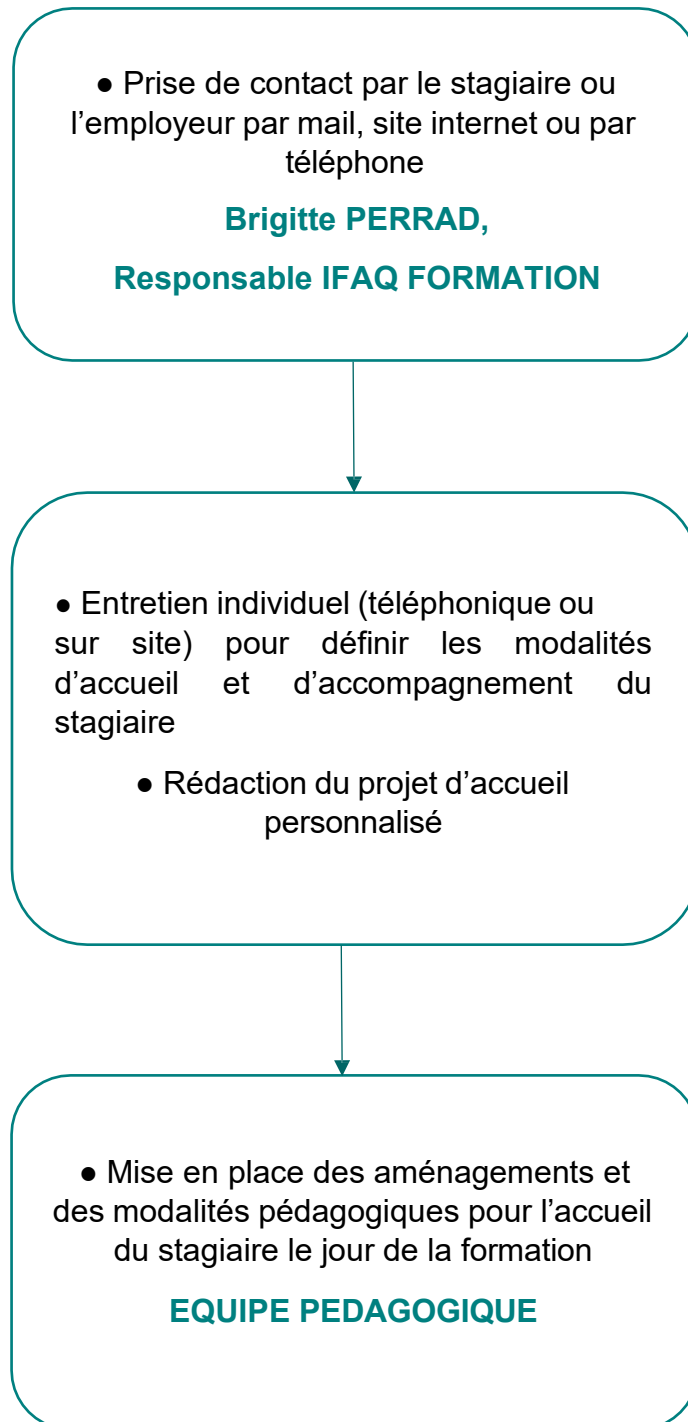 ● Prise de contact par le stagiaire ou
l’employeur par mail, site internet ou par
téléphone
Brigitte PERRAD,
Responsable IFAQ FORMATION
● Entretien individuel (téléphonique ou
sur site) pour définir les modalités
d’accueil et d’accompagnement du
stagiaire
● Rédaction du projet d’accueil
personnalisé
● Mise en place des aménagements et
des modalités pédagogiques pour l’accueil
du stagiaire le jour de la formation
EQUIPE PEDAGOGIQUE